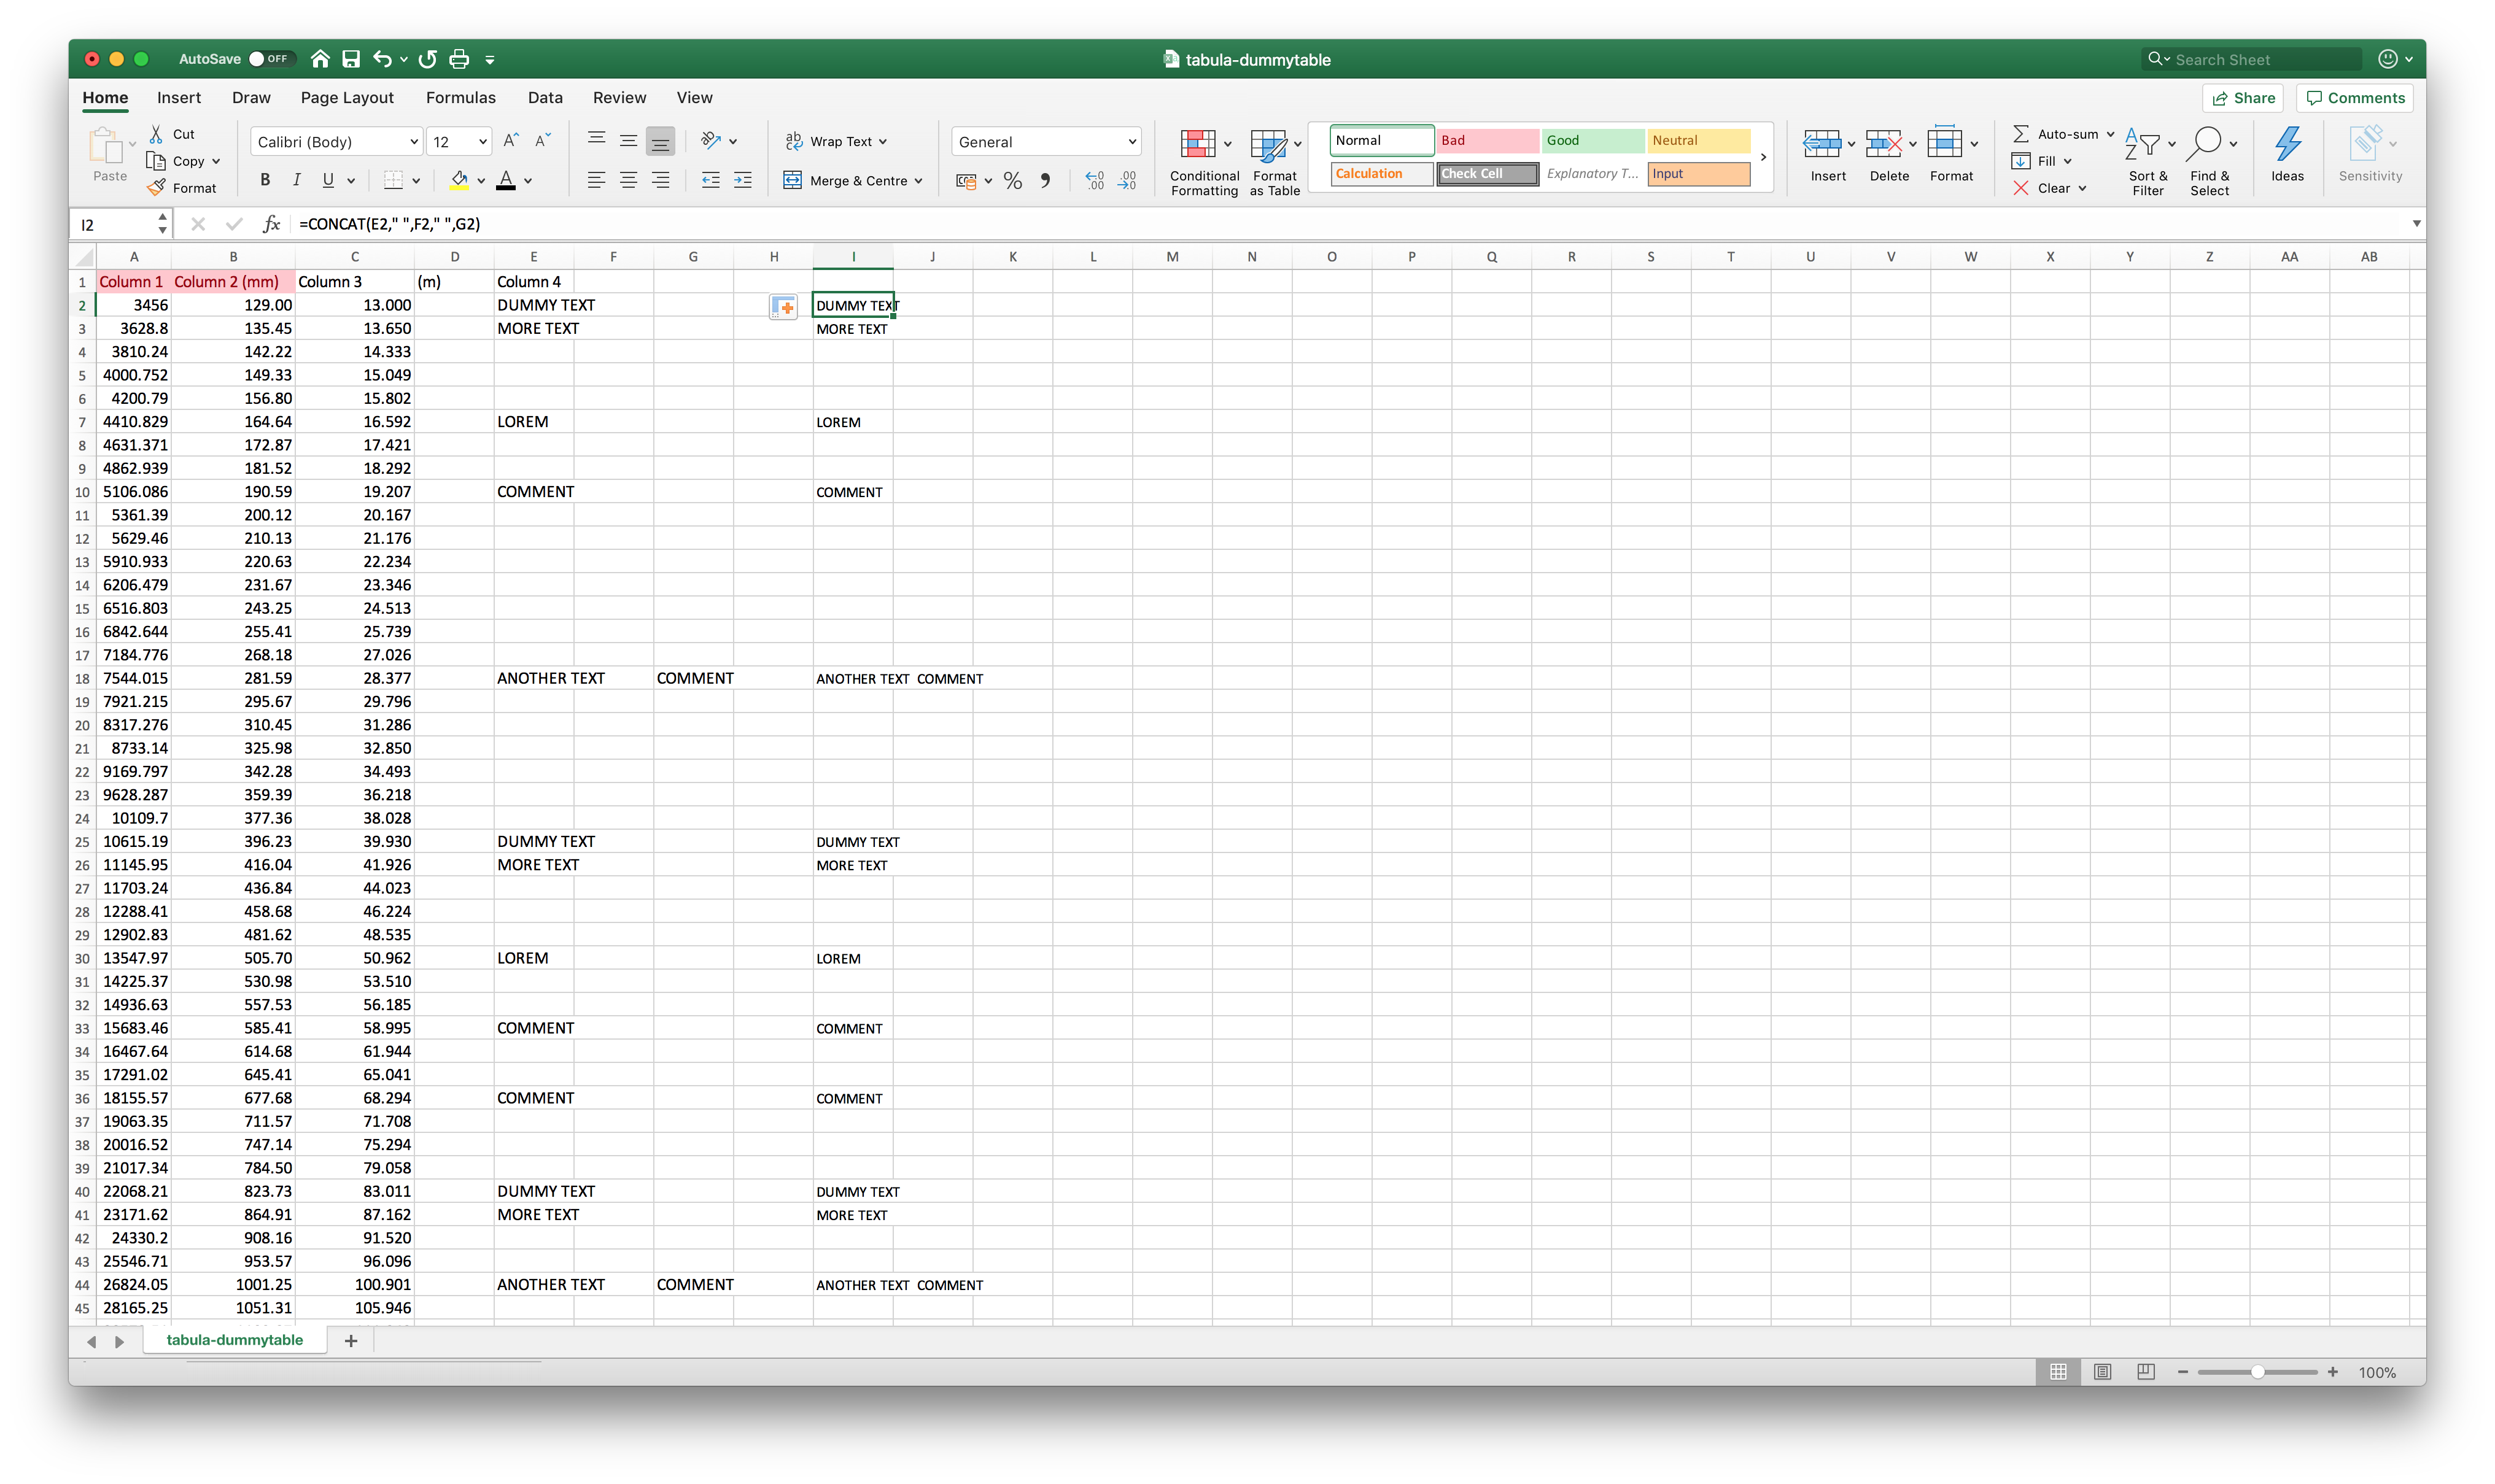 AutoSave OFF tabula-dummytable Search Sheet
Home Insert Draw Page Layout Formulas Data Review View Share Comments
Paste Cut Copy Format
Calibri (Body) 12 A^ A˅
B I U A
ab Wrap Text
Merge & Centre
General
% , .00 .00
Conditional Formatting Format as Table
Normal Bad Good Neutral
Calculation Check Cell Explanatory T... Input
Insert Delete Format
Auto-sum Fill Clear
Sort & Filter Find & Select Ideas Sensitivity
I2 fx =CONCAT(E2," ",F2," ",G2)
A B C D E F G H I J K L M N O P Q R S T U V W X Y Z AA AB
1 Column 1 Column 2 (mm) Column 3 (m) Column 4
2 3456 129.00 13.000 DUMMY TEXT DUMMY TEXT
3 3628.8 135.45 13.650 MORE TEXT MORE TEXT
4 3810.24 142.22 14.333
5 4000.752 149.33 15.049
6 4200.79 156.80 15.802
7 4410.829 164.64 16.592 LOREM LOREM
8 4631.371 172.87 17.421
9 4862.939 181.52 18.292
10 5106.086 190.59 19.207 COMMENT COMMENT
11 5361.39 200.12 20.167
12 5629.46 210.13 21.176
13 5910.933 220.63 22.234
14 6206.479 231.67 23.346
15 6516.803 243.25 24.513
16 6842.644 255.41 25.739
17 7184.776 268.18 27.026
18 7544.015 281.59 28.377 ANOTHER TEXT COMMENT ANOTHER TEXT  COMMENT
19 7921.215 295.67 29.796
20 8317.276 310.45 31.286
21 8733.14 325.98 32.850
22 9169.797 342.28 34.493
23 9628.287 359.39 36.218
24 10109.7 377.36 38.028
25 10615.19 396.23 39.930 DUMMY TEXT DUMMY TEXT
26 11145.95 416.04 41.926 MORE TEXT MORE TEXT
27 11703.24 436.84 44.023
28 12288.41 458.68 46.224
29 12902.83 481.62 48.535
30 13547.97 505.70 50.962 LOREM LOREM
31 14225.37 530.98 53.510
32 14936.63 557.53 56.185
33 15683.46 585.41 58.995 COMMENT COMMENT
34 16467.64 614.68 61.944
35 17291.02 645.41 65.041
36 18155.57 677.68 68.294 COMMENT COMMENT
37 19063.35 711.57 71.708
38 20016.52 747.14 75.294
39 21017.34 784.50 79.058
40 22068.21 823.73 83.011 DUMMY TEXT DUMMY TEXT
41 23171.62 864.91 87.162 MORE TEXT MORE TEXT
42 24330.2 908.16 91.520
43 25546.71 953.57 96.096
44 26824.05 1001.25 100.901 ANOTHER TEXT COMMENT ANOTHER TEXT  COMMENT
45 28165.25 1051.31 105.946
tabula-dummytable +
100%